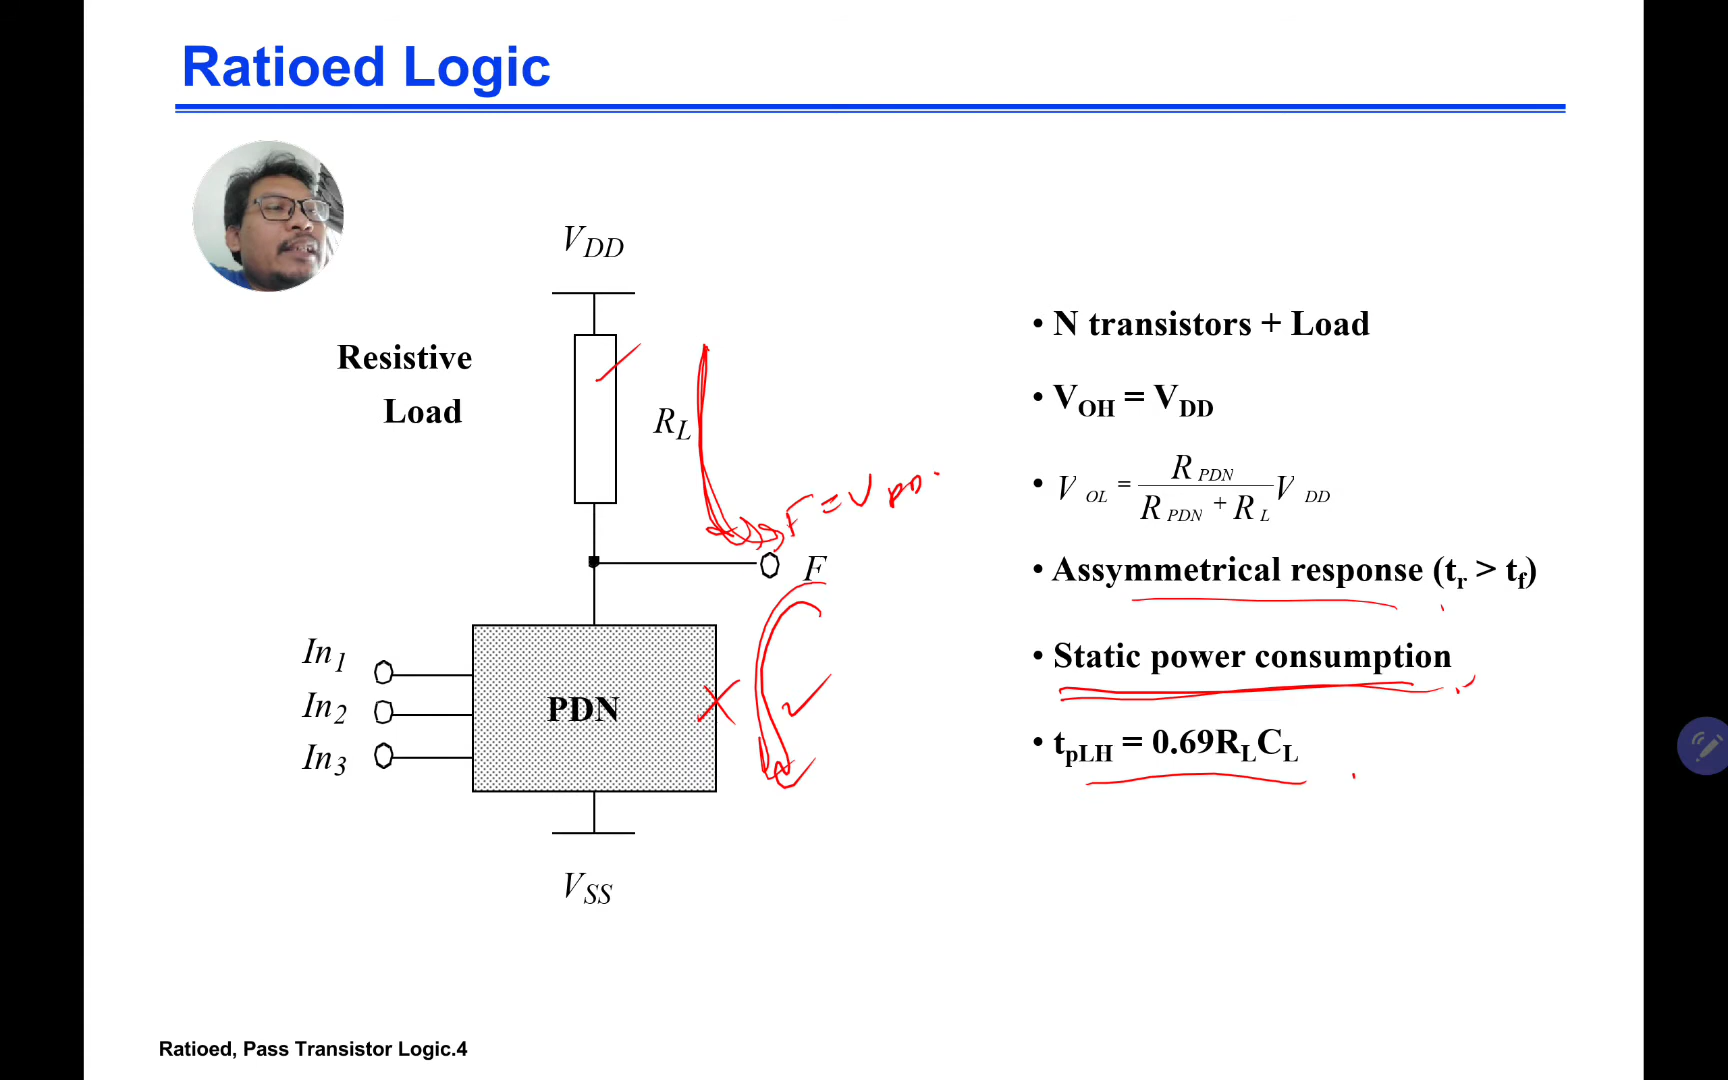 Ratioed Logic
V_DD
Resistive
Load
R_L
F = V_DD.
F
In_1
In_2
In_3
PDN
V_SS
• N transistors + Load
• V_OH = V_DD
• V_OL = R_PDN / (R_PDN + R_L) V_DD
• Assymmetrical response (t_r > t_f)
• Static power consumption
• t_pLH = 0.69R_LC_L
Ratioed, Pass Transistor Logic.4